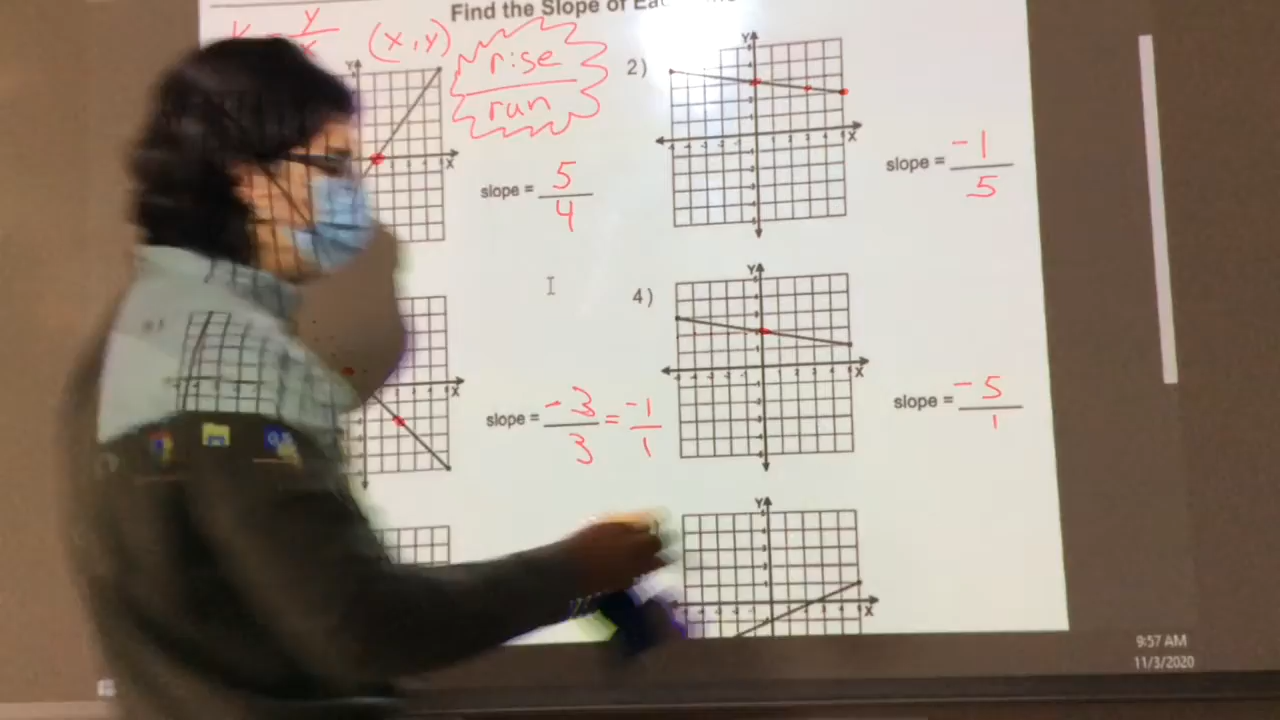 Find the Slope of Ea
y
(x,y)
rise
run
2)
slope = 5/4
slope = -1/5
4)
slope = -3/3 = -1/1
slope = -5/1
Y
X
Y
X
Y
X
Y
X
X
9:57 AM
11/3/2020